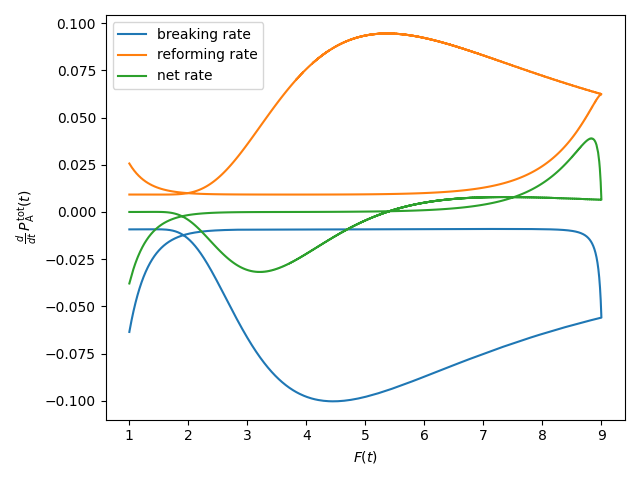 breaking rate
reforming rate
net rate
0.100
0.075
0.050
0.025
0.000
−0.025
−0.050
−0.075
−0.100
d/dt P_A^tot(t)
1 2 3 4 5 6 7 8 9
F(t)